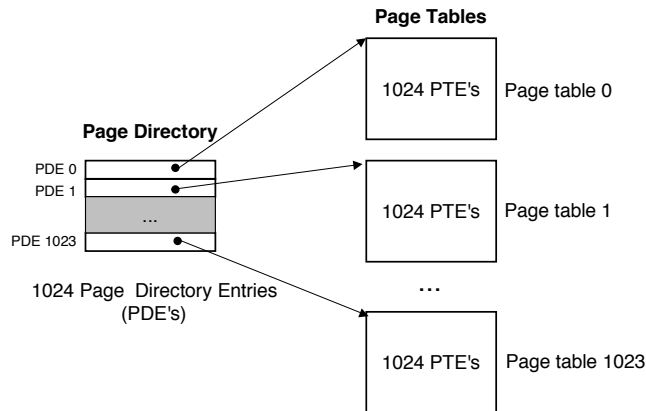 Page Tables
1024 PTE's
Page table 0
Page Directory
PDE 0
PDE 1
...
PDE 1023
1024 Page Directory Entries
(PDE's)
1024 PTE's
Page table 1
...
1024 PTE's
Page table 1023